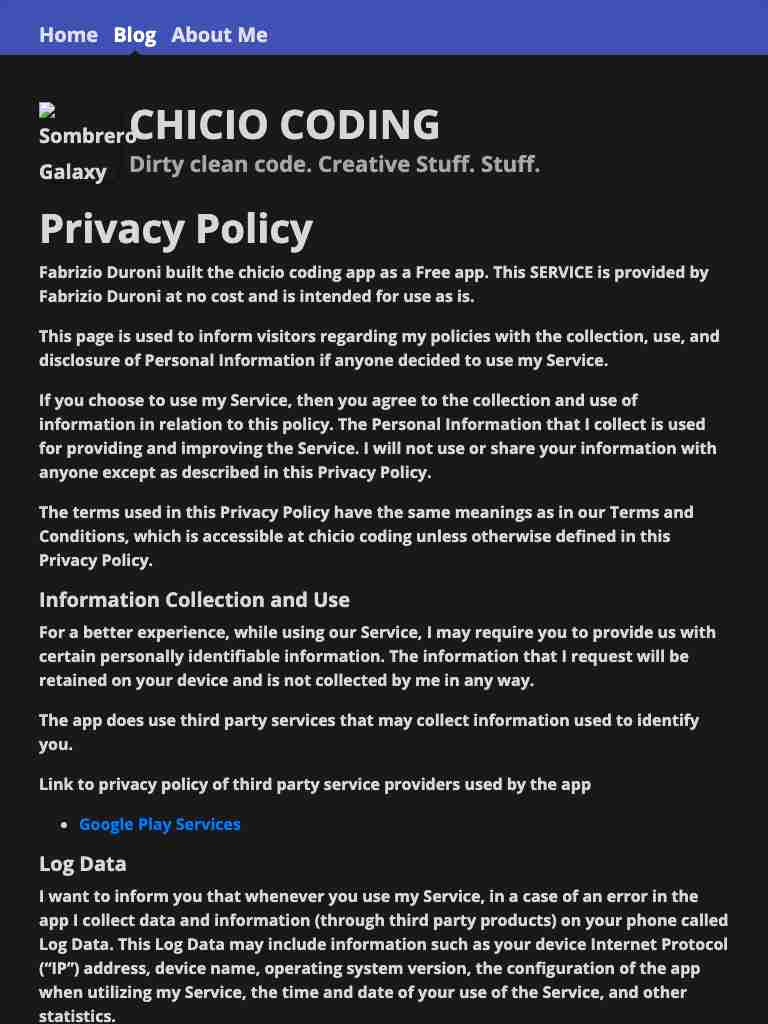 Home Blog About Me
Sombrero
Galaxy
CHICIO CODING
Dirty clean code. Creative Stuff. Stuff.
Privacy Policy
Fabrizio Duroni built the chicio coding app as a Free app. This SERVICE is provided by
Fabrizio Duroni at no cost and is intended for use as is.
This page is used to inform visitors regarding my policies with the collection, use, and
disclosure of Personal Information if anyone decided to use my Service.
If you choose to use my Service, then you agree to the collection and use of
information in relation to this policy. The Personal Information that I collect is used
for providing and improving the Service. I will not use or share your information with
anyone except as described in this Privacy Policy.
The terms used in this Privacy Policy have the same meanings as in our Terms and
Conditions, which is accessible at chicio coding unless otherwise defined in this
Privacy Policy.
Information Collection and Use
For a better experience, while using our Service, I may require you to provide us with
certain personally identifiable information. The information that I request will be
retained on your device and is not collected by me in any way.
The app does use third party services that may collect information used to identify
you.
Link to privacy policy of third party service providers used by the app
• Google Play Services
Log Data
I want to inform you that whenever you use my Service, in a case of an error in the
app I collect data and information (through third party products) on your phone called
Log Data. This Log Data may include information such as your device Internet Protocol
(“IP”) address, device name, operating system version, the configuration of the app
when utilizing my Service, the time and date of your use of the Service, and other
statistics.